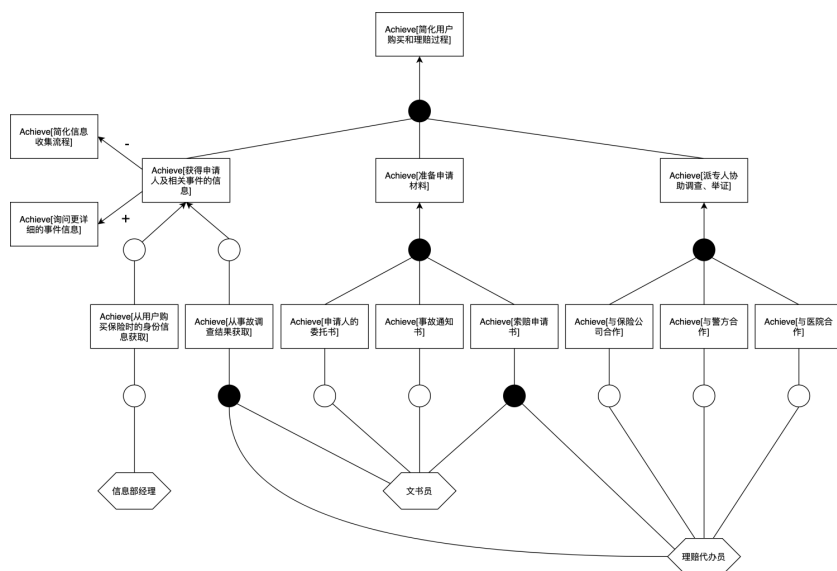 Achieve[简化用户
购买和理赔过程]
Achieve[简化信息
收集流程]
-
Achieve[获得申请
人及相关事件的信
息]
Achieve[准备申请
材料]
Achieve[派专人协
助调查、举证]
Achieve[询问更详
细的事件信息]
+
Achieve[从用户购
买保险时的身份信
息获取]
Achieve[从事故调
查结果获取]
Achieve[申请人的
委托书]
Achieve[事故通知
书]
Achieve[索赔申请
书]
Achieve[与保险公
司合作]
Achieve[与警方合
作]
Achieve[与医院合
作]
信息部经理
文书员
理赔代办员